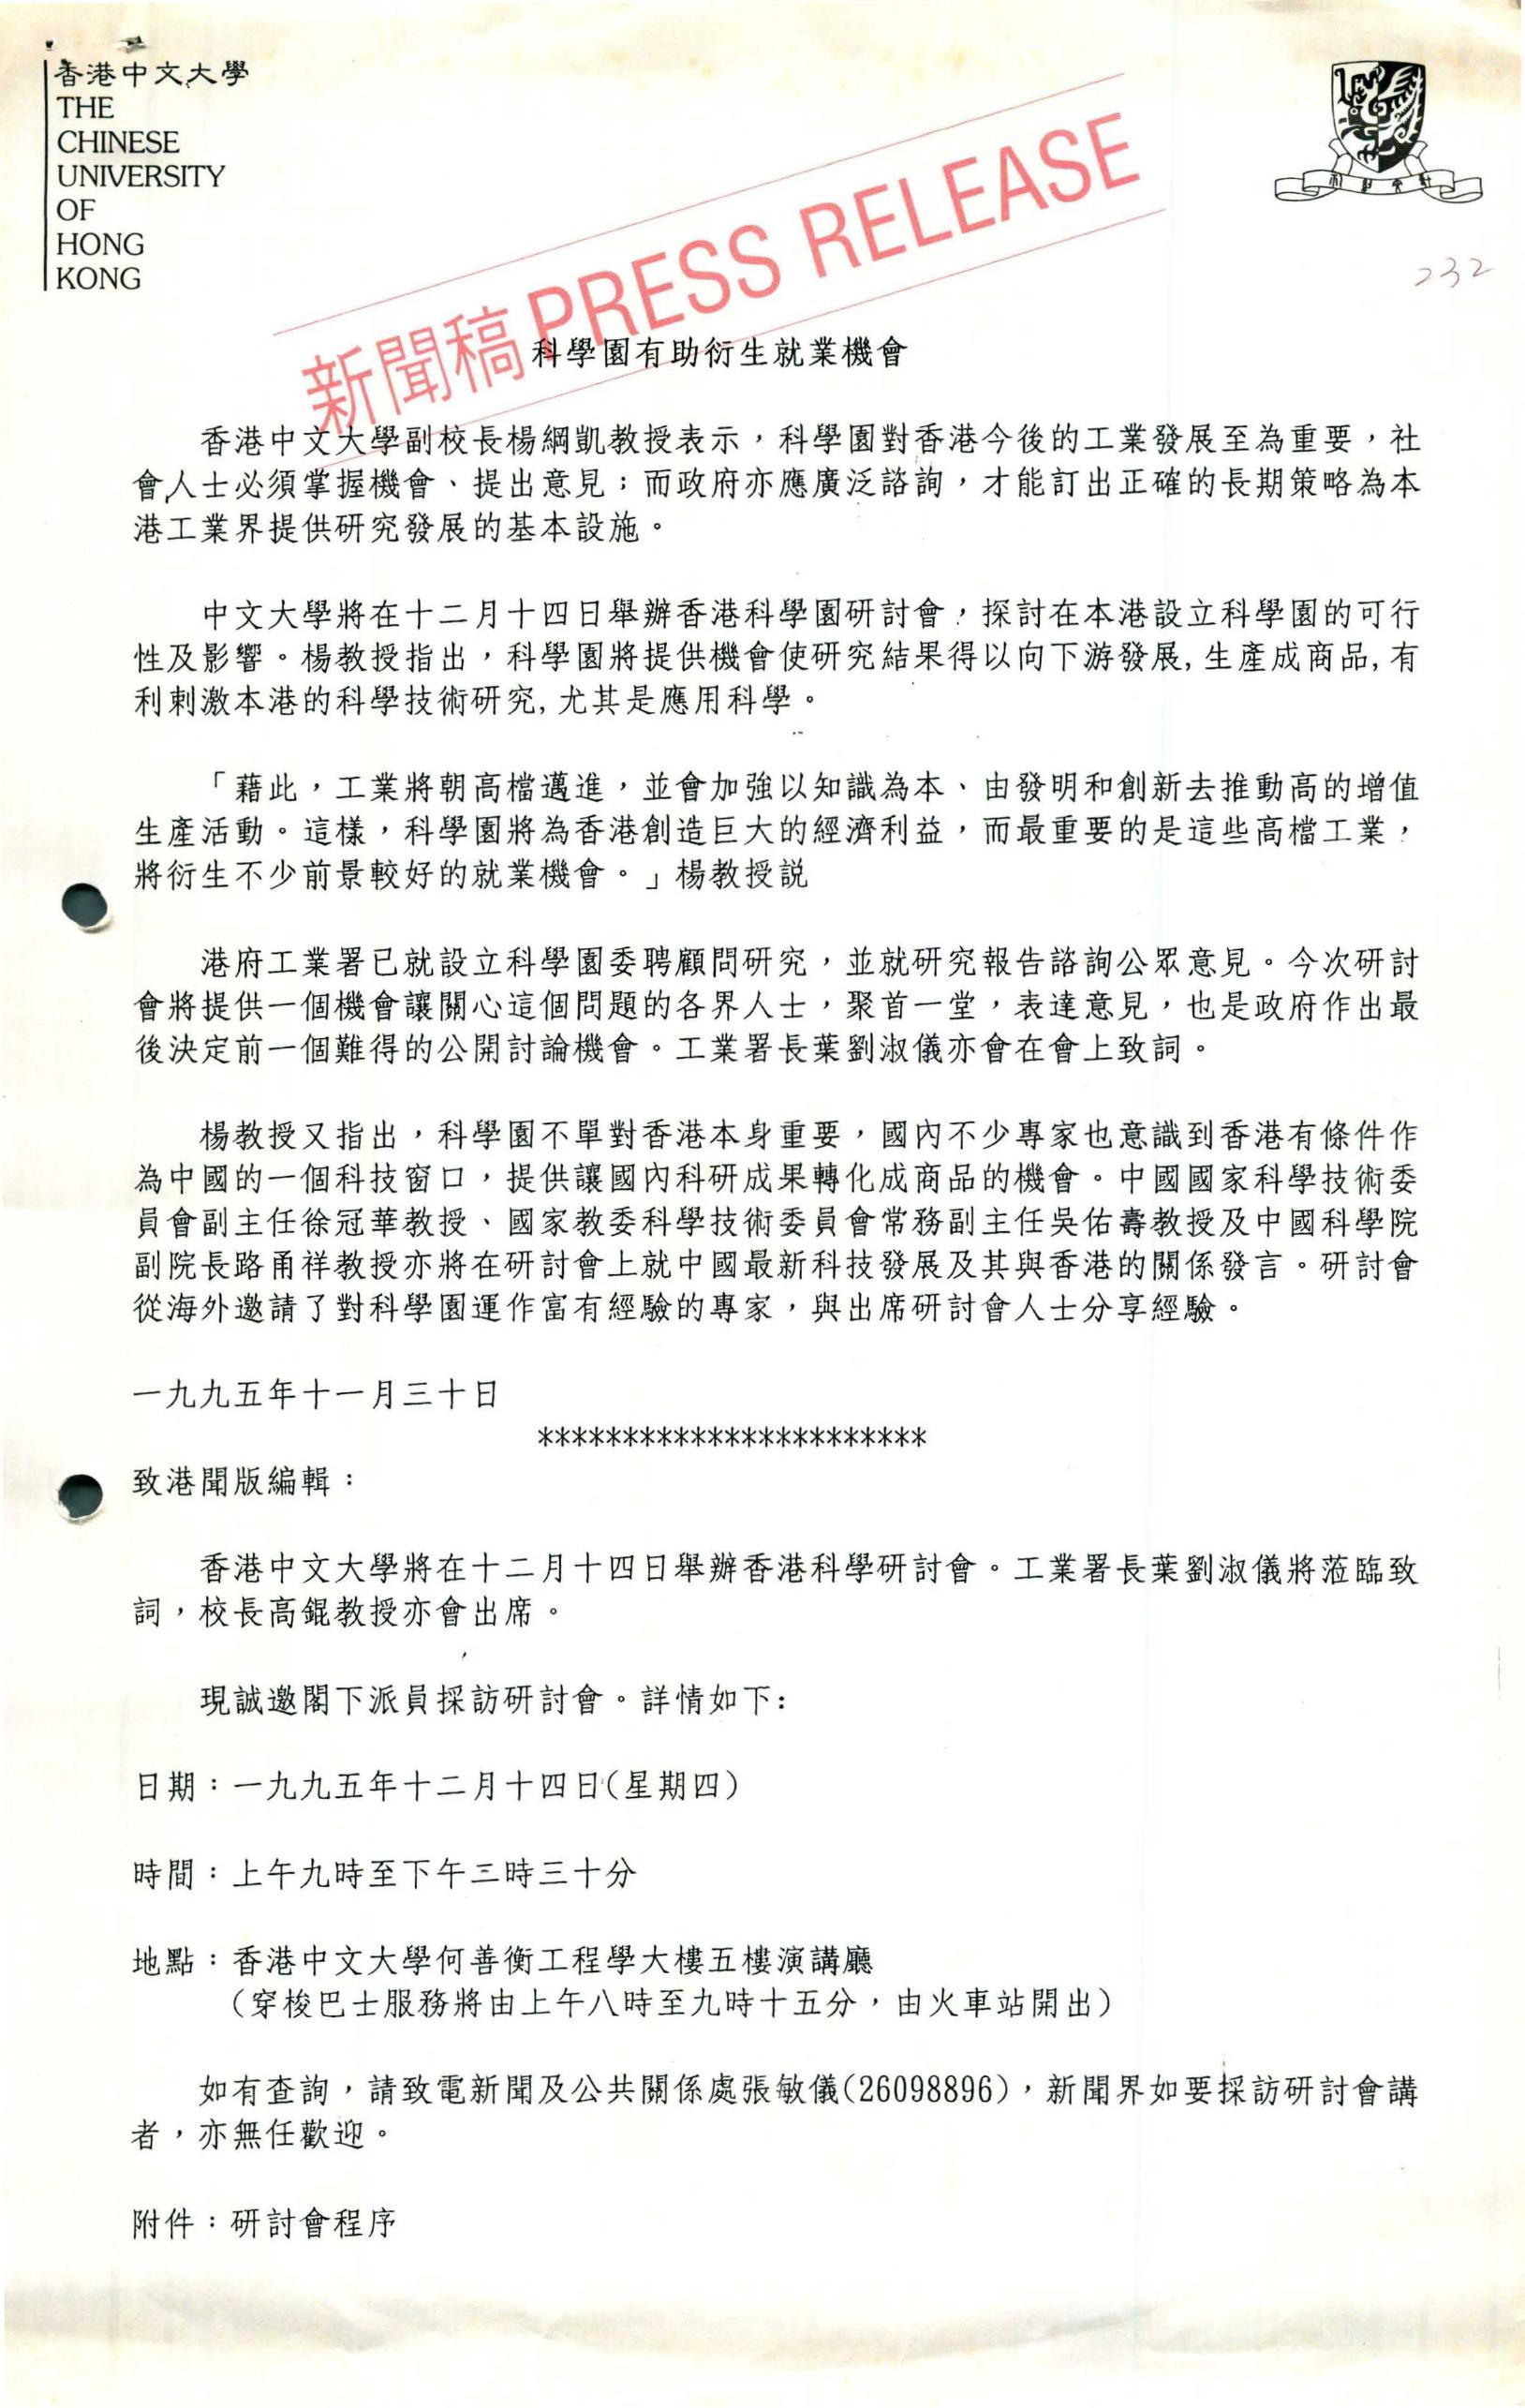 香港中文大學
THE
CHINESE
UNIVERSITY
OF
HONG
KONG
新聞稿 PRESS RELEASE
232
科學園有助衍生就業機會
香港中文大學副校長楊綱凱教授表示，科學園對香港今後的工業發展至為重要，社
會人士必須掌握機會、提出意見；而政府亦應廣泛諮詢，才能訂出正確的長期策略為本
港工業界提供研究發展的基本設施。
中文大學將在十二月十四日舉辦香港科學園研討會，探討在本港設立科學園的可行
性及影響。楊教授指出，科學園將提供機會使研究結果得以向下游發展,生產成商品,有
利刺激本港的科學技術研究,尤其是應用科學。
「藉此，工業將朝高檔邁進，並會加強以知識為本、由發明和創新去推動高的增值
生產活動。這樣，科學園將為香港創造巨大的經濟利益，而最重要的是這些高檔工業，
將衍生不少前景較好的就業機會。」楊教授説
港府工業署已就設立科學園委聘顧問研究，並就研究報告諮詢公眾意見。今次研討
會將提供一個機會讓關心這個問題的各界人士，聚首一堂，表達意見，也是政府作出最
後決定前一個難得的公開討論機會。工業署長葉劉淑儀亦會在會上致詞。
楊教授又指出，科學園不單對香港本身重要，國內不少專家也意識到香港有條件作
為中國的一個科技窗口，提供讓國內科研成果轉化成商品的機會。中國國家科學技術委
員會副主任徐冠華教授、國家教委科學技術委員會常務副主任吳佑壽教授及中國科學院
副院長路甬祥教授亦將在研討會上就中國最新科技發展及其與香港的關係發言。研討會
從海外邀請了對科學園運作富有經驗的專家，與出席研討會人士分享經驗。
一九九五年十一月三十日
***********************
致港聞版編輯：
香港中文大學將在十二月十四日舉辦香港科學研討會。工業署長葉劉淑儀將蒞臨致
詞，校長高錕教授亦會出席。
現誠邀閣下派員採訪研討會。詳情如下:
日期：一九九五年十二月十四日(星期四)
時間：上午九時至下午三時三十分
地點：香港中文大學何善衡工程學大樓五樓演講廳
（穿梭巴士服務將由上午八時至九時十五分，由火車站開出）
如有查詢，請致電新聞及公共關係處張敏儀(26098896)，新聞界如要採訪研討會講
者，亦無任歡迎。
附件：研討會程序